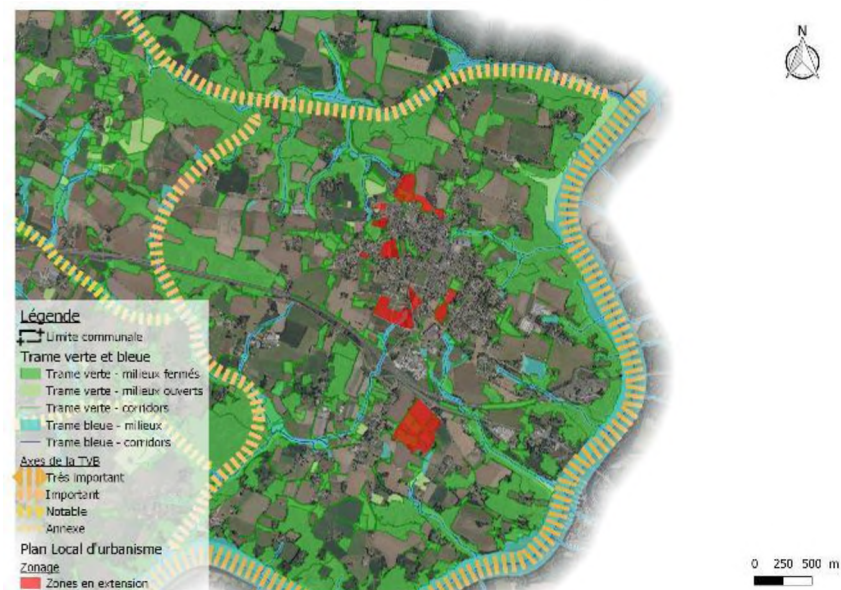 N
Légende
Limite communale
Trame verte et bleue
Trame verte - milieux fermés
Trame verte - milieux ouverts
Trame verte - corridors
Trame bleue - milieux
Trame bleue - corridors
Axes de la TVB
Très important
Important
Notable
Annexe
Plan Local d'urbanisme
Zonage
Zones en extension
0 250 500 m